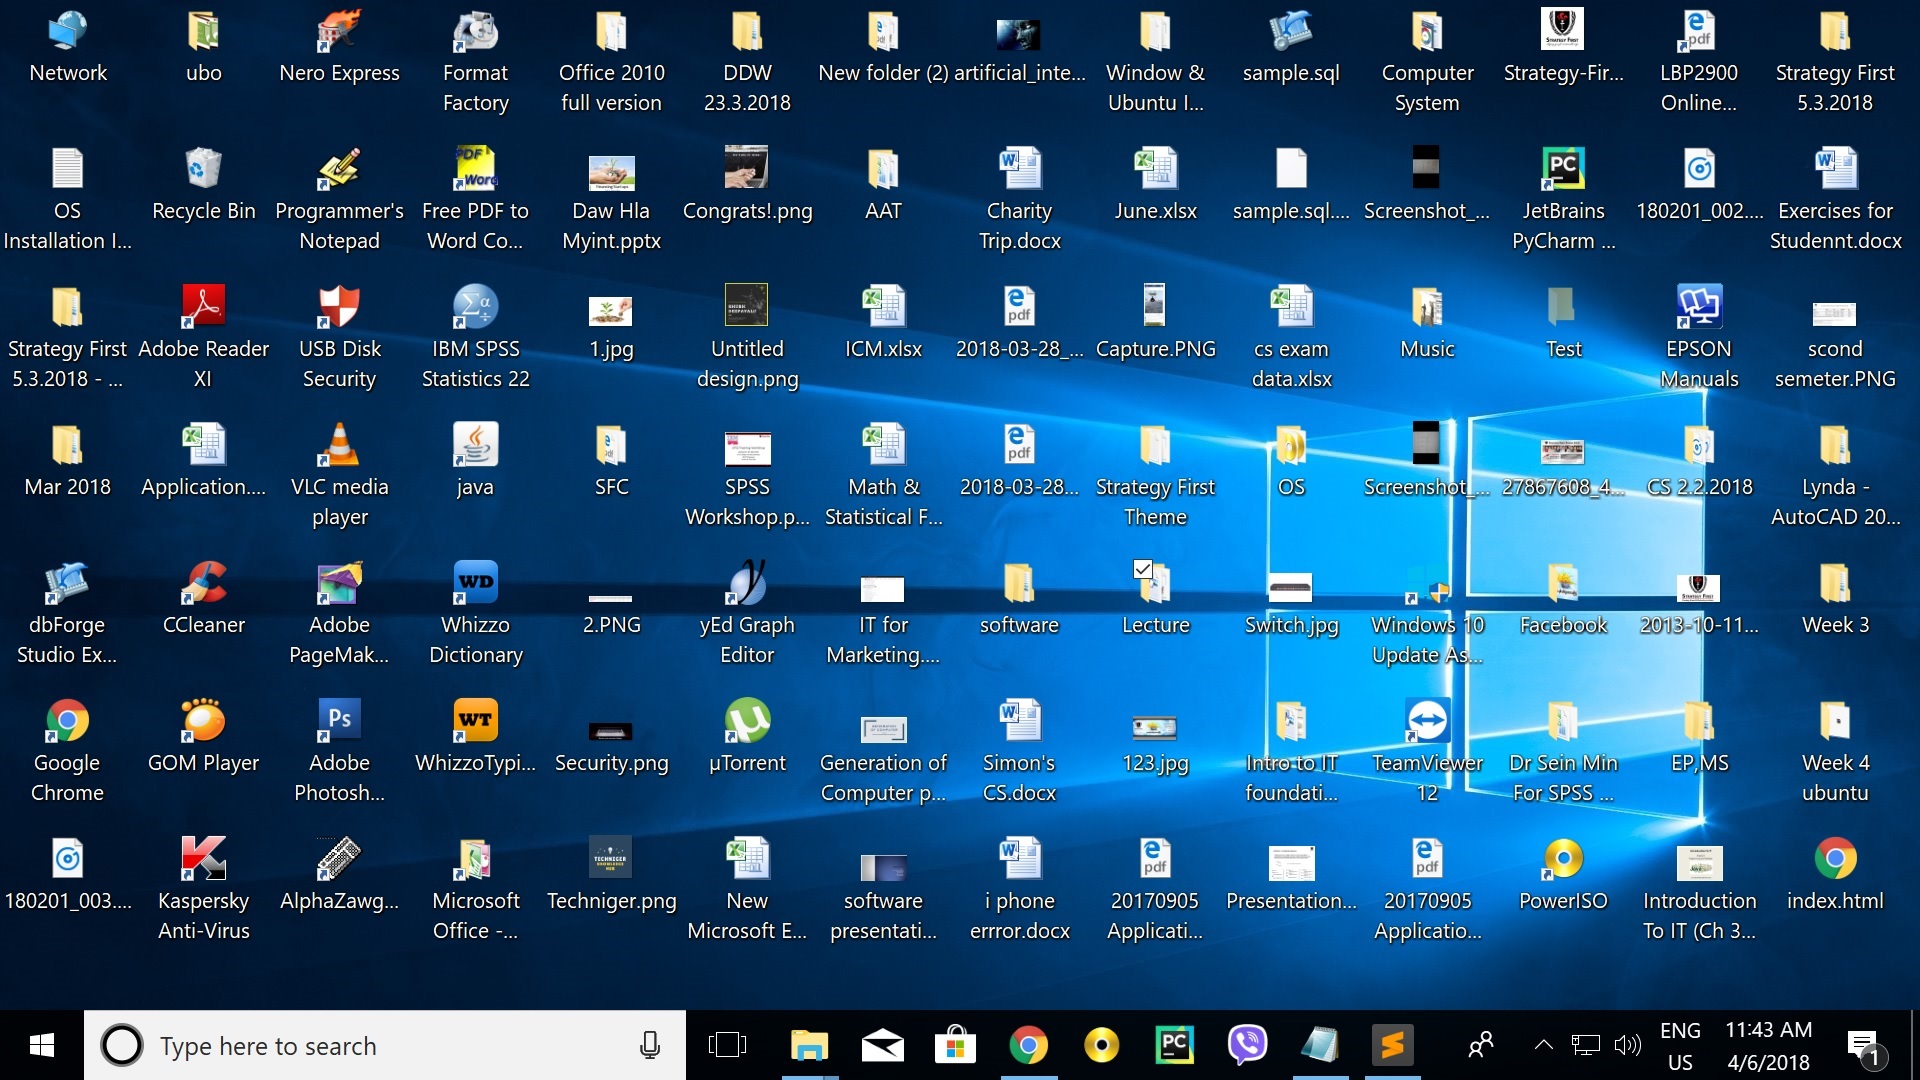 Network
ubo
Nero Express
Format
Factory
Office 2010
full version
DDW
23.3.2018
New folder (2)
artificial_inte...
Window &
Ubuntu I...
sample.sql
Computer
System
Strategy-Fir...
LBP2900
Online...
Strategy First
5.3.2018
OS
Installation I...
Recycle Bin
Programmer's
Notepad
Free PDF to
Word Co...
Daw Hla
Myint.pptx
Congrats!.png
AAT
Charity
Trip.docx
June.xlsx
sample.sql....
Screenshot_...
JetBrains
PyCharm ...
180201_002....
Exercises for
Studennt.docx
Strategy First
5.3.2018 - ...
Adobe Reader
XI
USB Disk
Security
IBM SPSS
Statistics 22
1.jpg
Untitled
design.png
ICM.xlsx
2018-03-28_...
Capture.PNG
cs exam
data.xlsx
Music
Test
EPSON
Manuals
scond
semeter.PNG
Mar 2018
Application....
VLC media
player
java
SFC
SPSS
Workshop.p...
Math &
Statistical F...
2018-03-28...
Strategy First
Theme
OS
Screenshot_...
27867608_4...
CS 2.2.2018
Lynda -
AutoCAD 20...
dbForge
Studio Ex...
CCleaner
Adobe
PageMak...
Whizzo
Dictionary
2.PNG
yEd Graph
Editor
IT for
Marketing....
software
Lecture
Switch.jpg
Windows 10
Update As...
Facebook
2013-10-11...
Week 3
Google
Chrome
GOM Player
Adobe
Photosh...
WhizzoTypi...
Security.png
µTorrent
Generation of
Computer p...
Simon's
CS.docx
123.jpg
Intro to IT
foundati...
TeamViewer
12
Dr Sein Min
For SPSS ...
EP,MS
Week 4
ubuntu
180201_003....
Kaspersky
Anti-Virus
AlphaZawg...
Microsoft
Office -...
Techniger.png
New
Microsoft E...
software
presentati...
i phone
errror.docx
20170905
Applicati...
Presentation...
20170905
Applicatio...
PowerISO
Introduction
To IT (Ch 3...
index.html
Type here to search
ENG
US
11:43 AM
4/6/2018
1